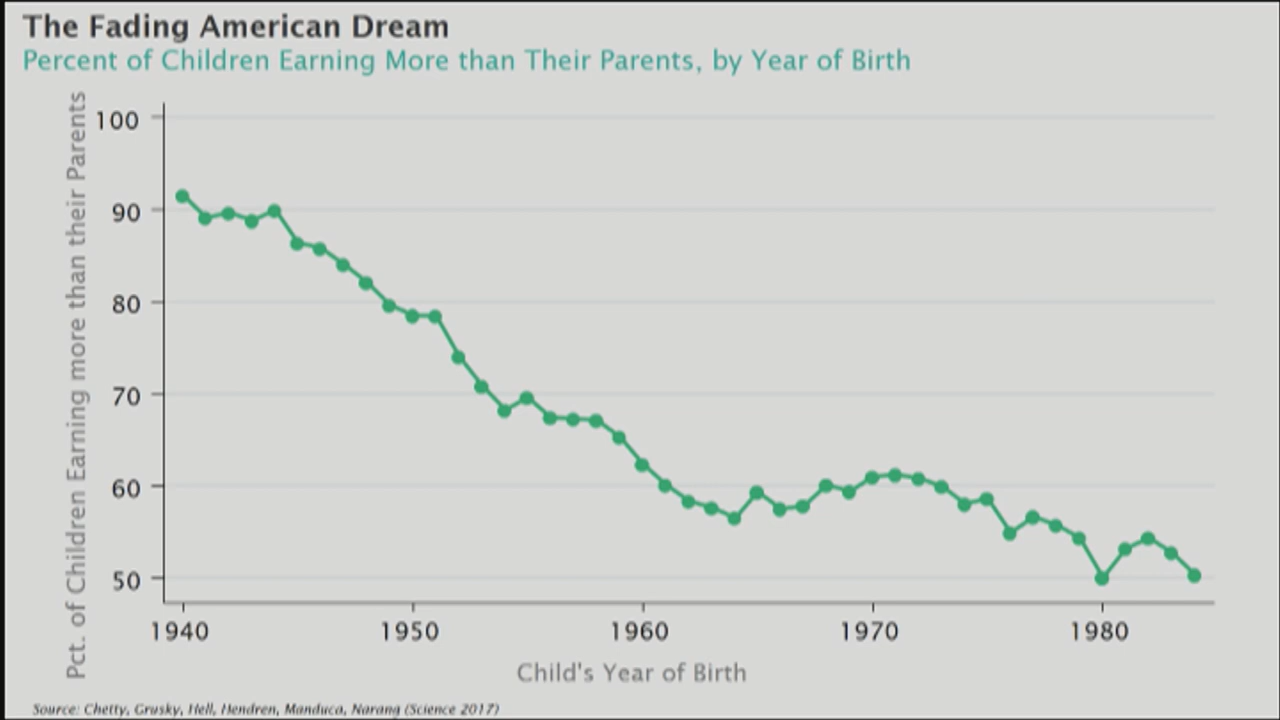 The Fading American Dream
Percent of Children Earning More than Their Parents, by Year of Birth
Pct. of Children Earning more than their Parents
100
90
80
70
60
50
1940 1950 1960 1970 1980
Child's Year of Birth
Source: Chetty, Grusky, Hell, Hendren, Manduca, Narang (Science 2017)